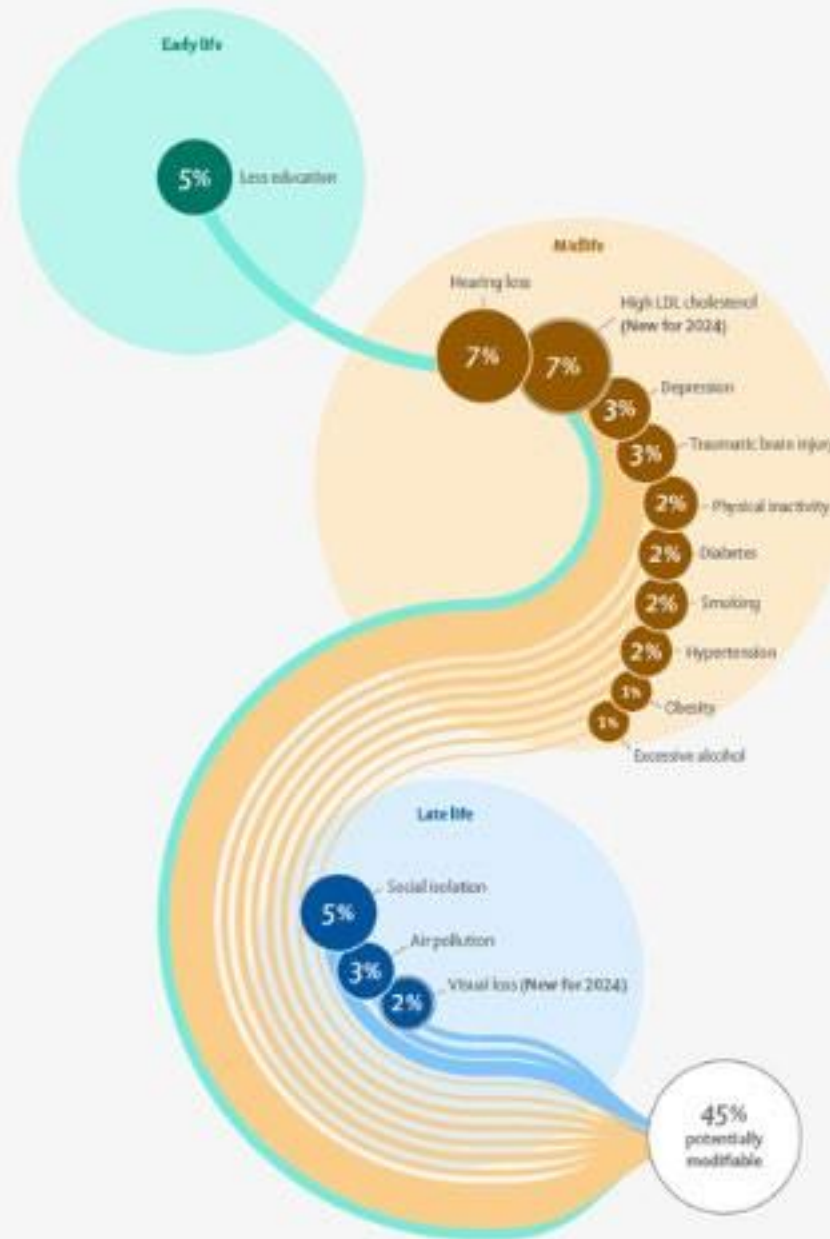 Early life
5%
Less education
Midlife
Hearing loss
7%
7%
High LDL cholesterol
(New for 2024)
3%
Depression
3%
Traumatic brain injury
2%
Physical inactivity
2%
Diabetes
2%
Smoking
2%
Hypertension
1%
Obesity
1%
Excessive alcohol
Late life
5%
Social isolation
3%
Air pollution
2%
Visual loss (New for 2024)
45%
potentially
modifiable